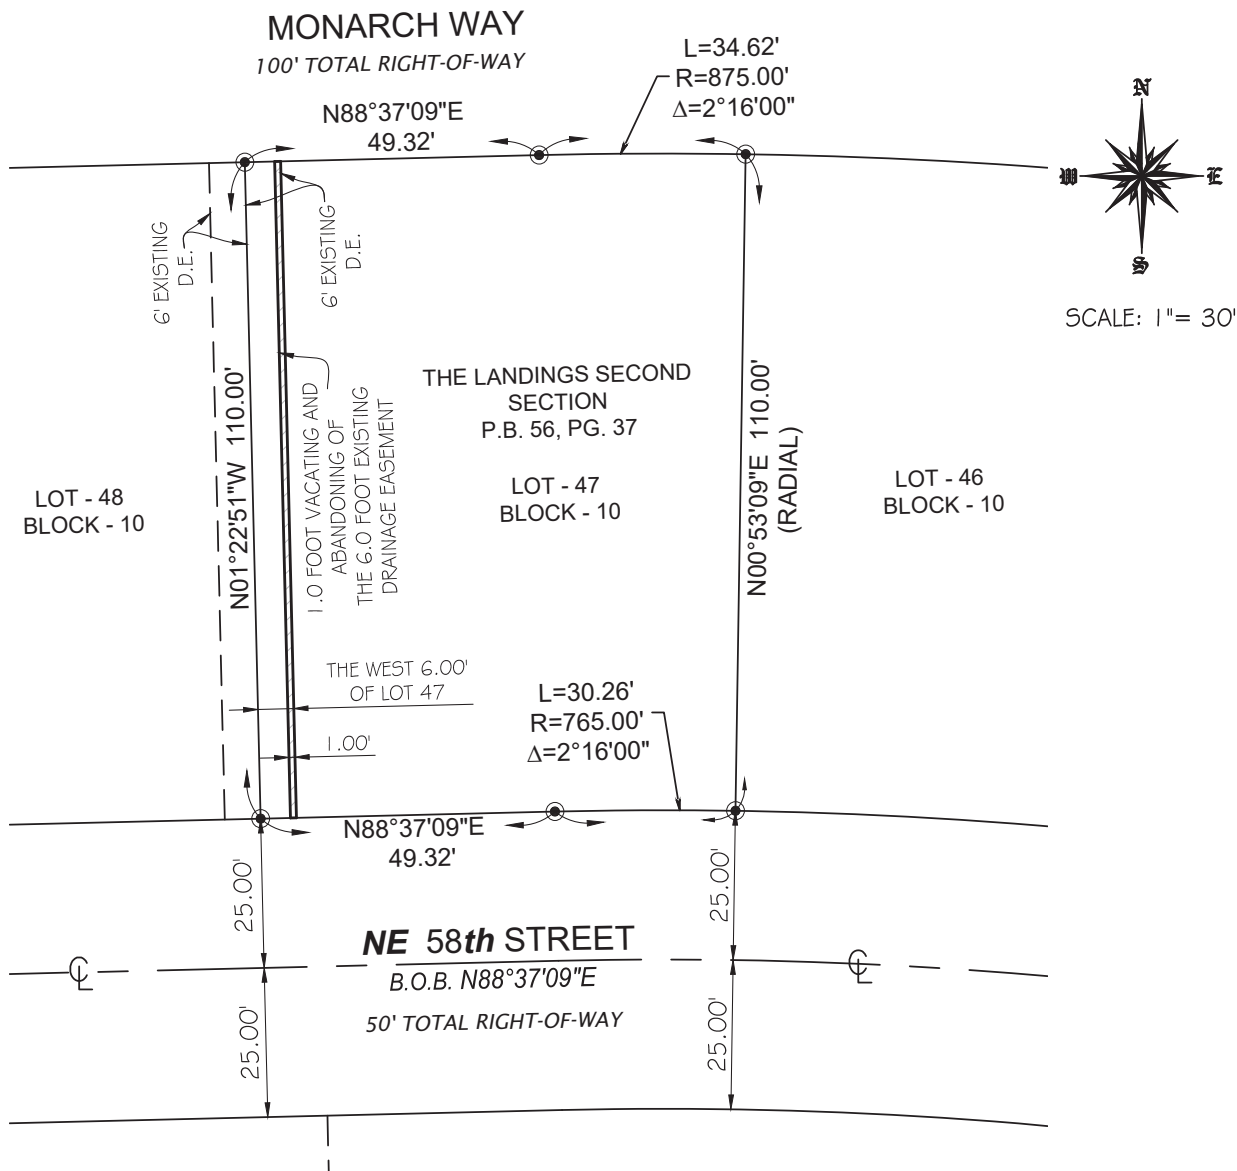 MONARCH WAY
100' TOTAL RIGHT-OF-WAY
N88°37'09"E
49.32'
L=34.62'
R=875.00'
Δ=2°16'00"
N
W
E
S
SCALE: 1"= 30'
6' EXISTING
D.E.
6' EXISTING
D.E.
N01°22'51"W 110.00'
1.0 FOOT VACATING AND
ABANDONING OF
THE 6.0 FOOT EXISTING
DRAINAGE EASEMENT
THE LANDINGS SECOND
SECTION
P.B. 56, PG. 37
LOT - 47
BLOCK - 10
N00°53'09"E 110.00'
(RADIAL)
LOT - 48
BLOCK - 10
LOT - 46
BLOCK - 10
THE WEST 6.00'
OF LOT 47
1.00'
L=30.26'
R=765.00'
Δ=2°16'00"
N88°37'09"E
49.32'
25.00'
25.00'
NE 58th STREET
B.O.B. N88°37'09"E
50' TOTAL RIGHT-OF-WAY
℄
℄
25.00'
25.00'